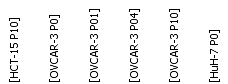 [HCT-15 P10]
[OVCAR-3 P0]
[OVCAR-3 P01]
[OVCAR-3 P04]
[OVCAR-3 P10]
[HuH-7 P0]